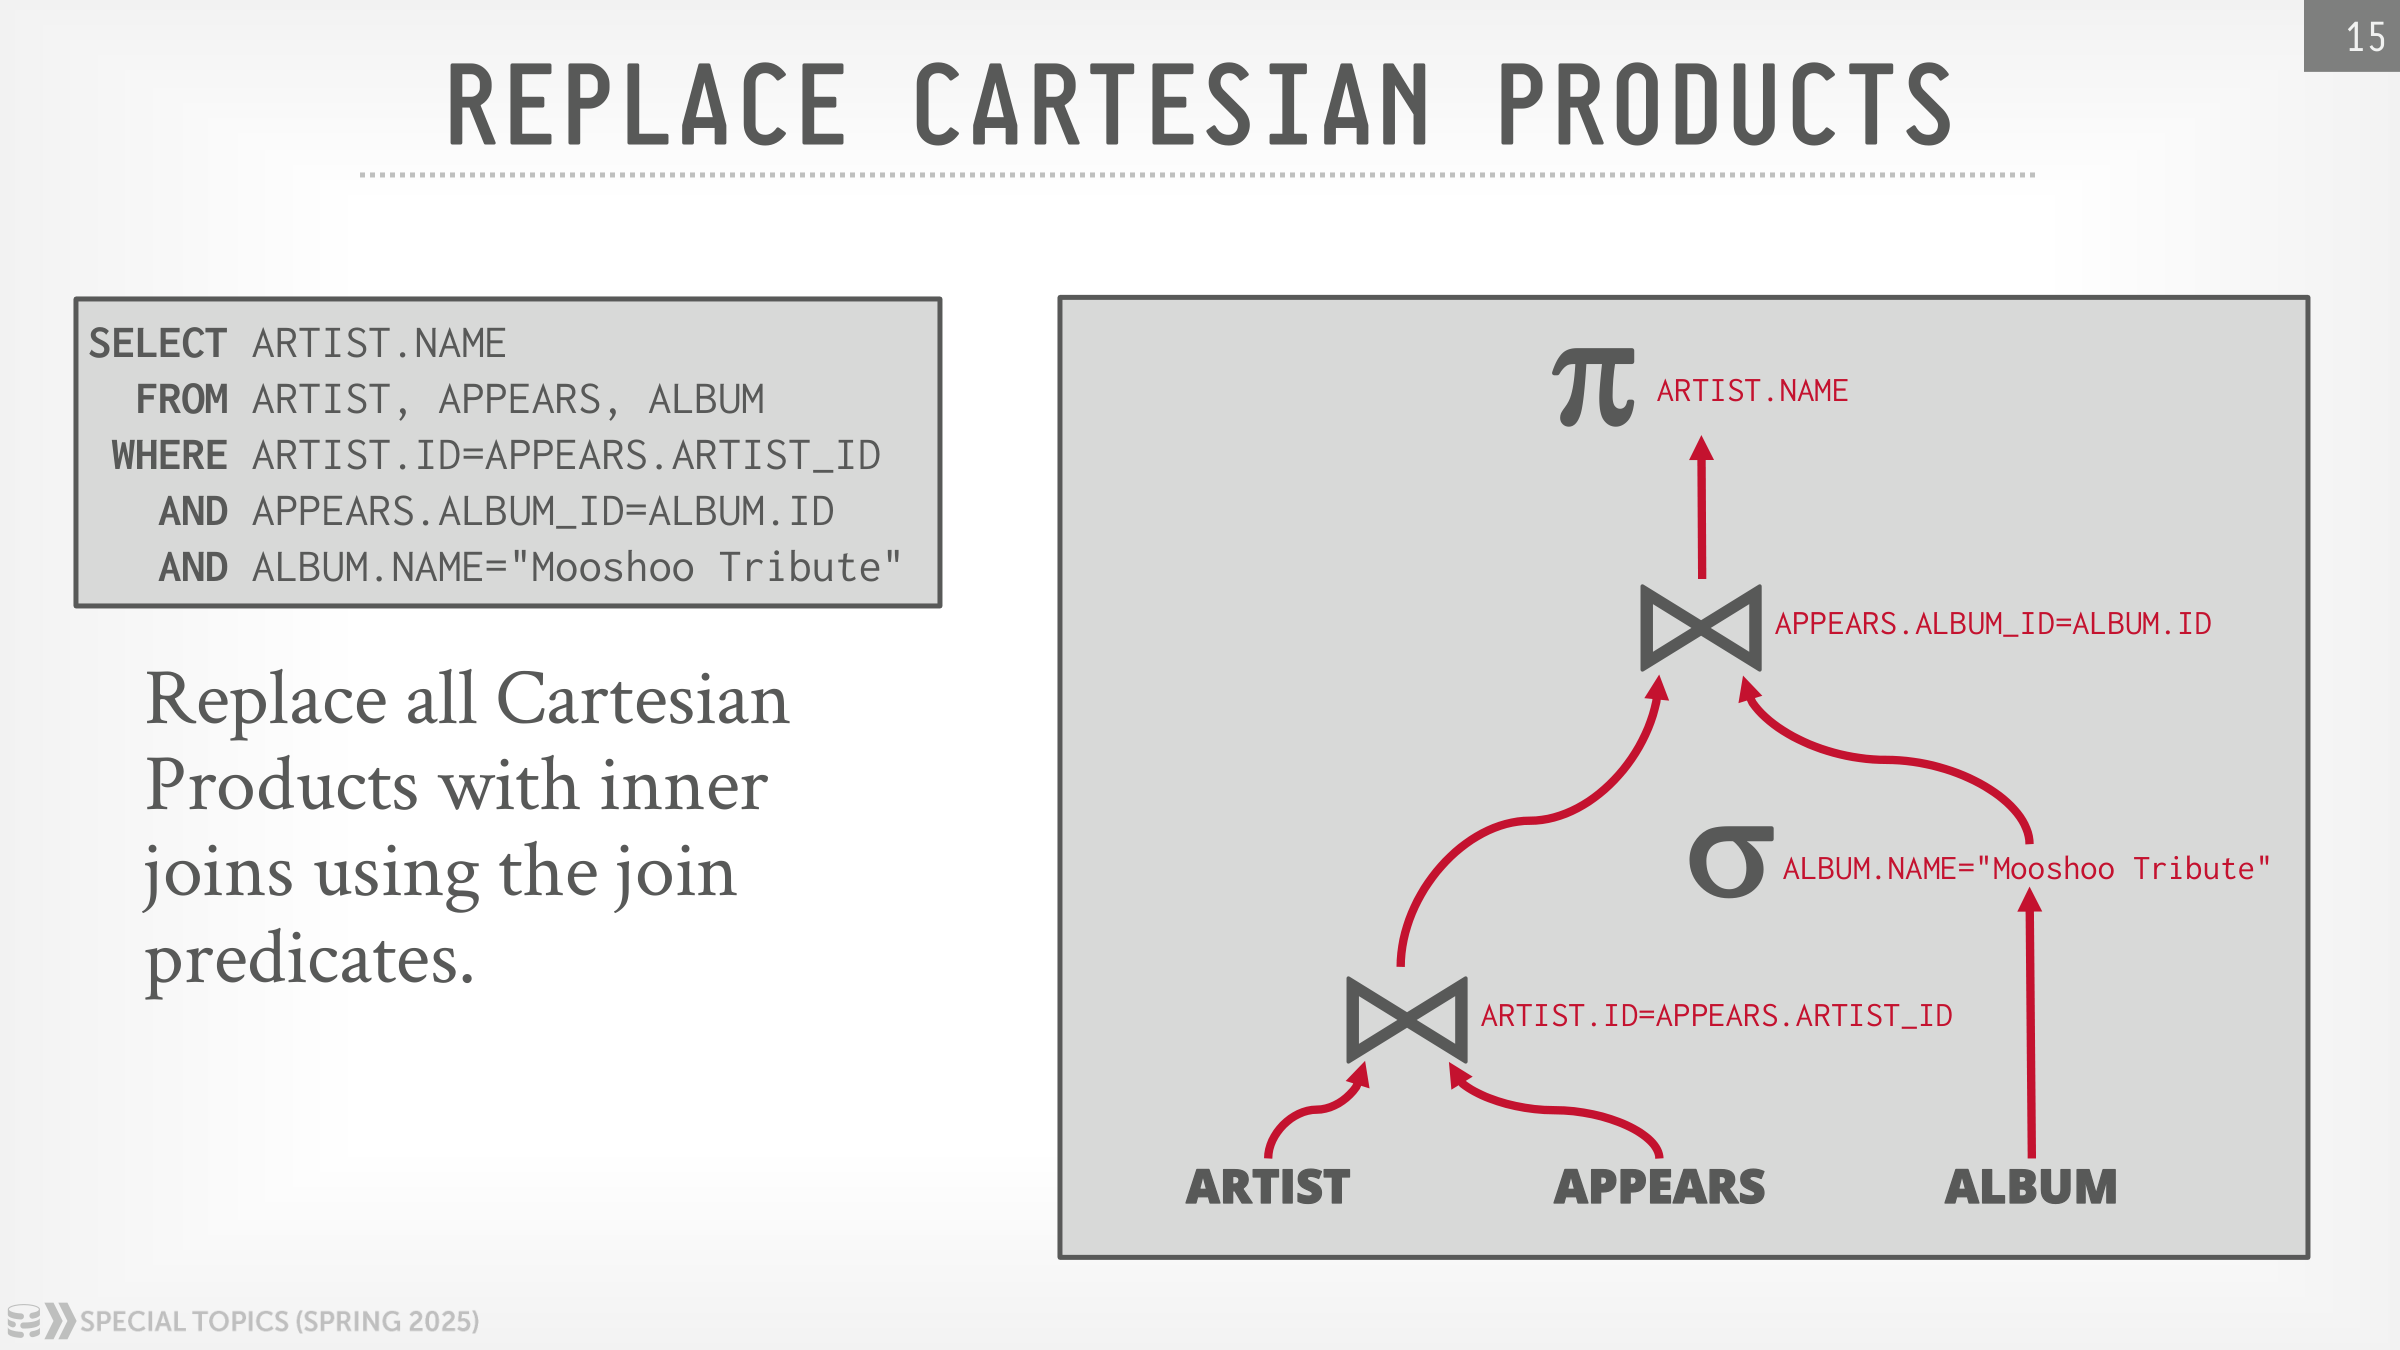 15
REPLACE CARTESIAN PRODUCTS
SELECT ARTIST.NAME
FROM ARTIST, APPEARS, ALBUM
WHERE ARTIST.ID=APPEARS.ARTIST_ID
AND APPEARS.ALBUM_ID=ALBUM.ID
AND ALBUM.NAME="Mooshoo Tribute"
Replace all Cartesian
Products with inner
joins using the join
predicates.
π ARTIST.NAME
⋈ APPEARS.ALBUM_ID=ALBUM.ID
σ ALBUM.NAME="Mooshoo Tribute"
⋈ ARTIST.ID=APPEARS.ARTIST_ID
ARTIST APPEARS ALBUM
SPECIAL TOPICS (SPRING 2025)